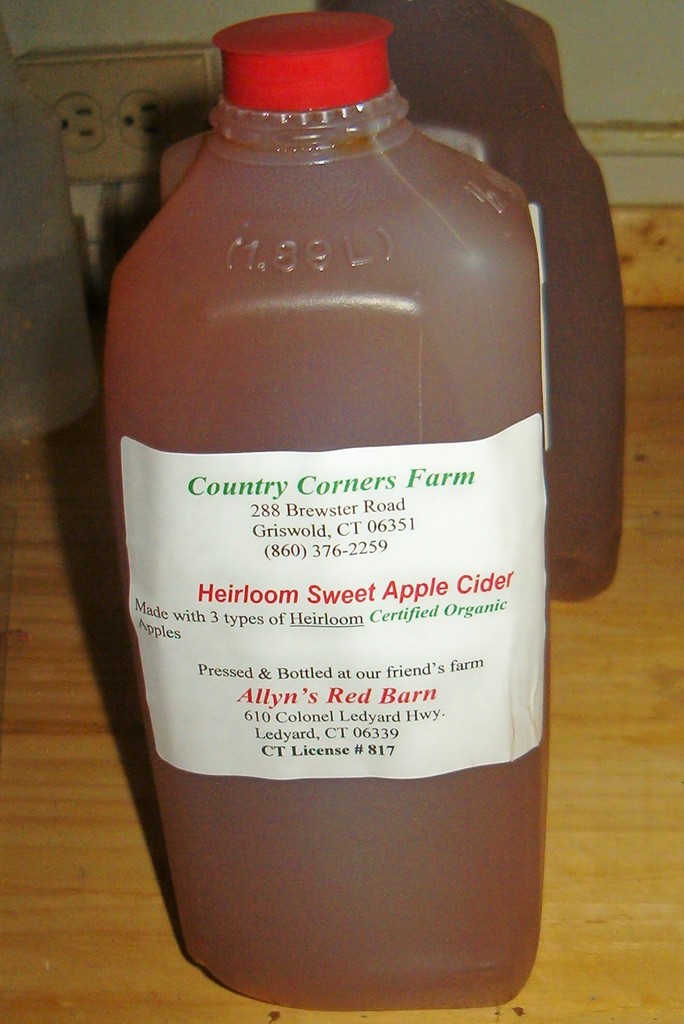 (1.89 L)
Country Corners Farm
288 Brewster Road
Griswold, CT 06351
(860) 376-2259
Heirloom Sweet Apple Cider
Made with 3 types of Heirloom Certified Organic
Apples
Pressed & Bottled at our friend's farm
Allyn's Red Barn
610 Colonel Ledyard Hwy.
Ledyard, CT 06339
CT License # 817